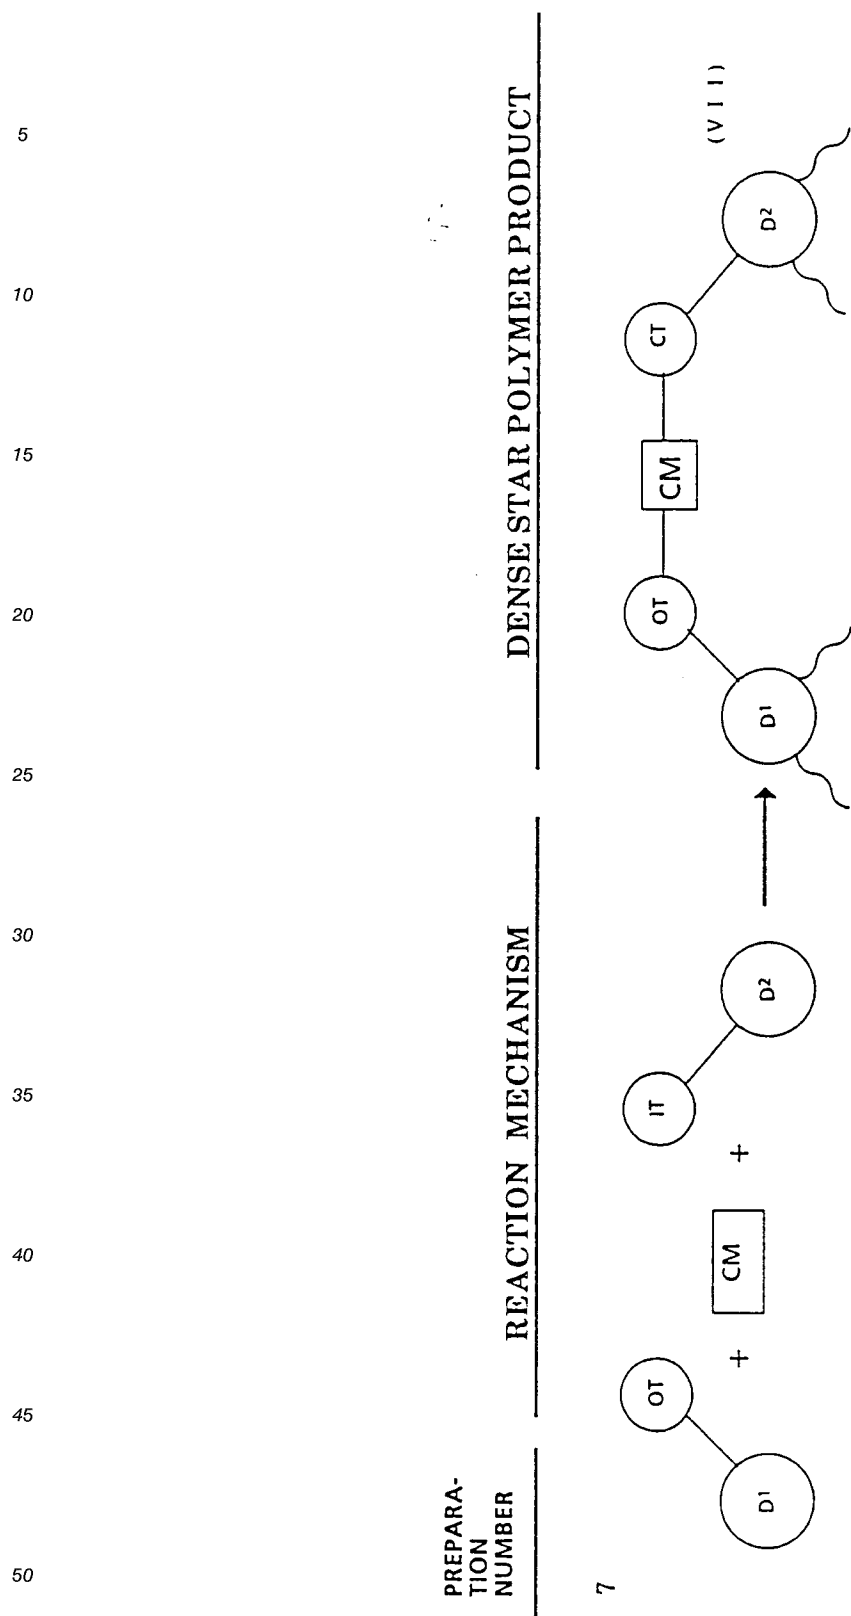 5
10
15
20
25
30
35
40
45
50
PREPARA-
TION
NUMBER
REACTION MECHANISM
DENSE STAR POLYMER PRODUCT
7
D¹
OT
+
CM
+
IT
D²
D¹
OT
CM
CT
D²
(VII)